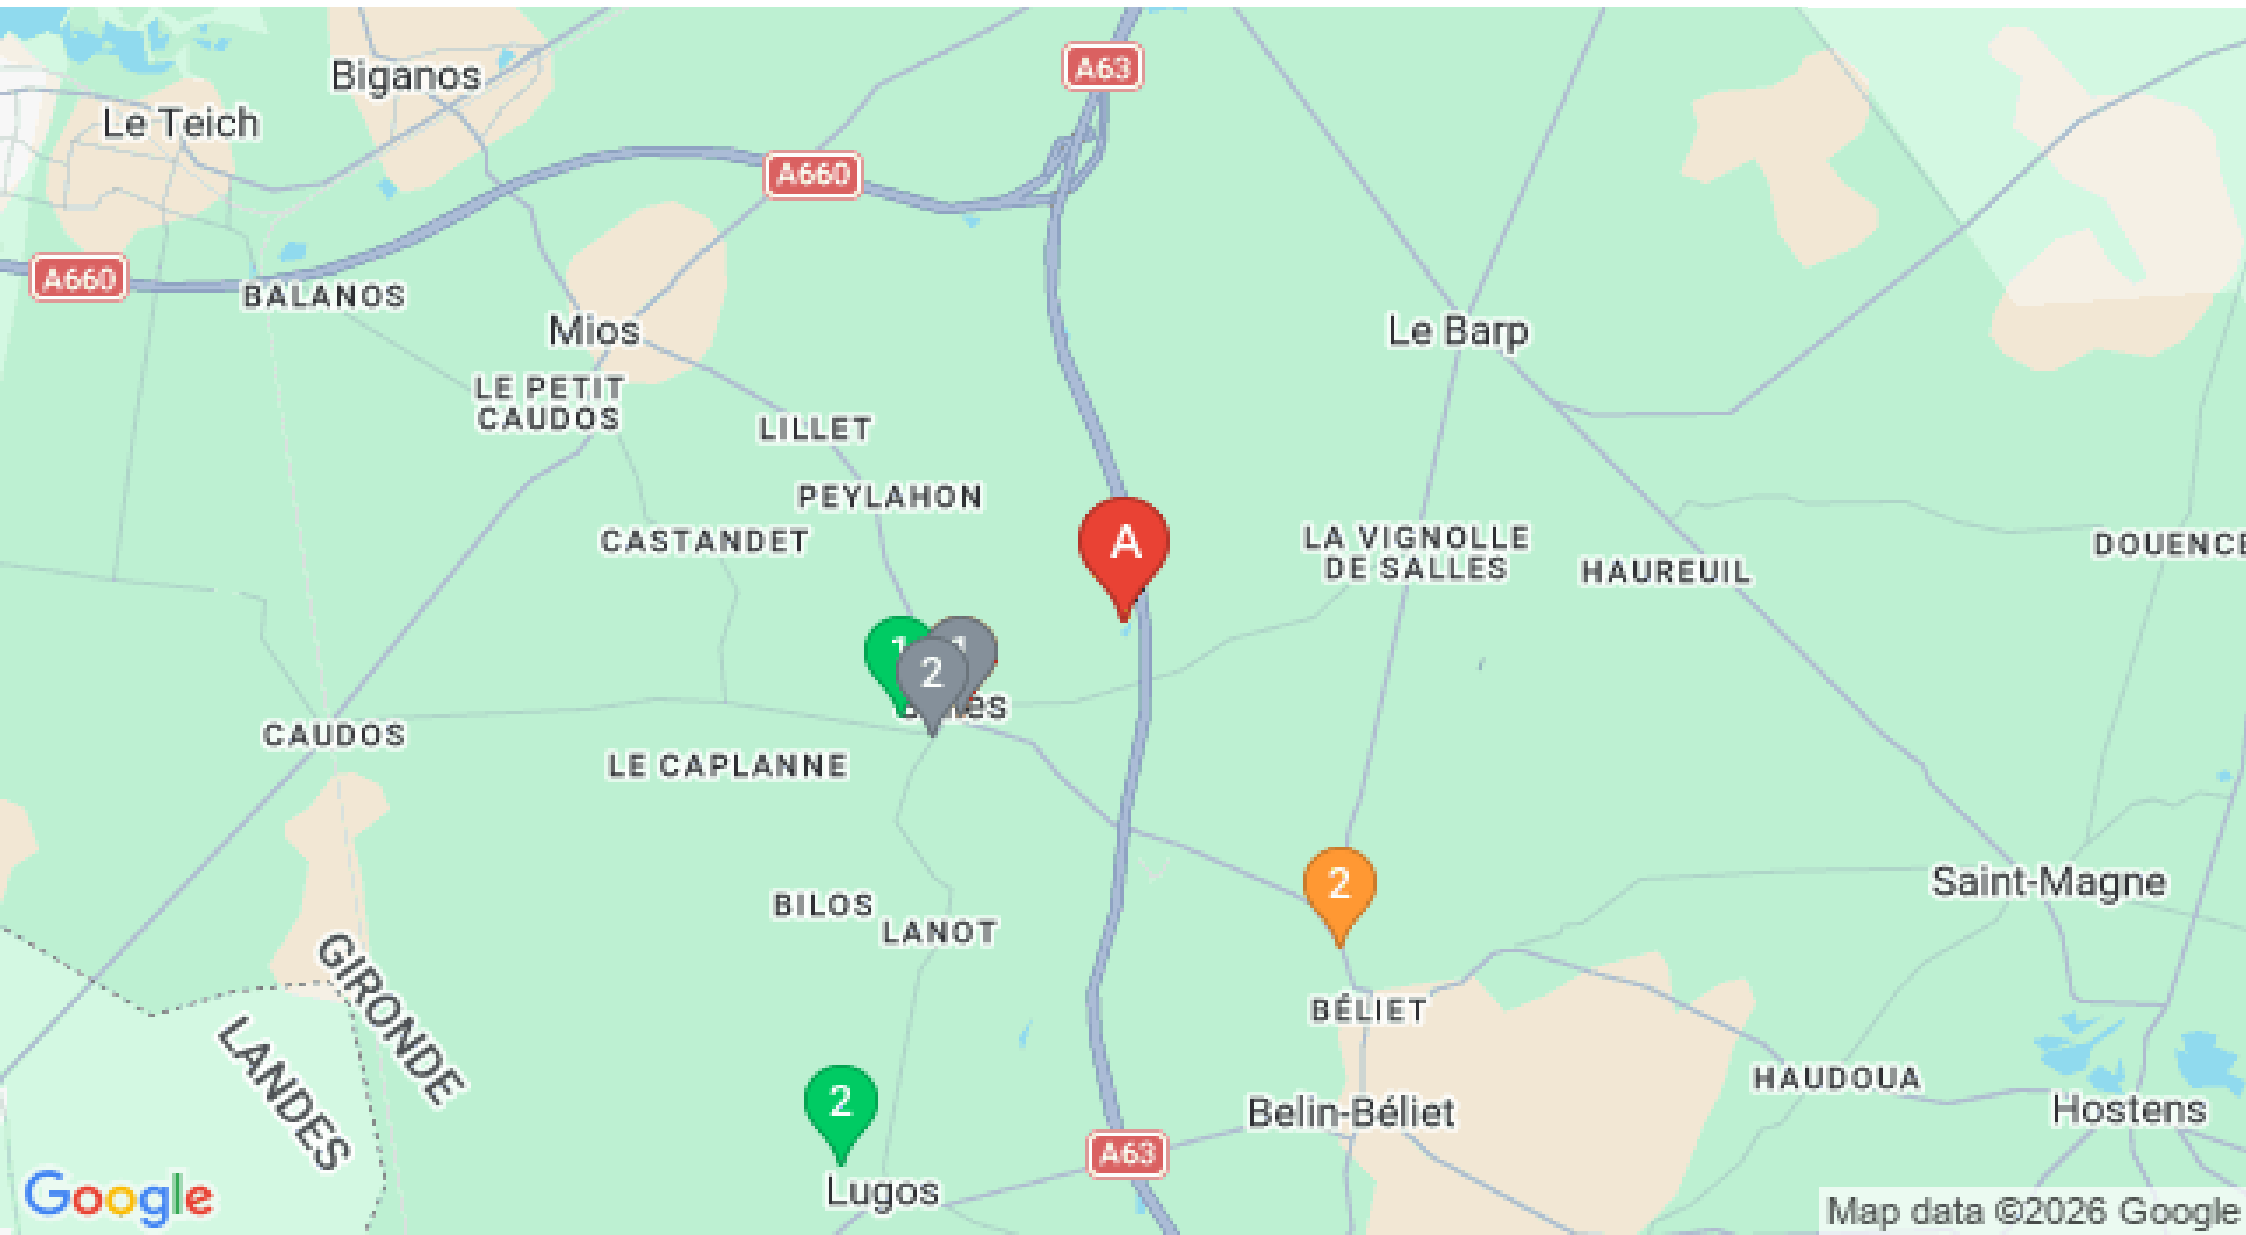 A63
Biganos
Le Teich
A660
A660
BALANOS
Mios
Le Barp
LE PETIT
CAUDOS
LILLET
PEYLAHON
CASTANDET
A
LA VIGNOLLE
DE SALLES
HAUREUIL
DOUENCE
1
1
2
CAUDOS
LE CAPLANNE
2
Saint-Magne
BILOS
LANOT
GIRONDE
LANDES
BÉLIET
HAUDOUA
2
Belin-Béliet
Hostens
A63
Lugos
Google
Map data ©2026 Google